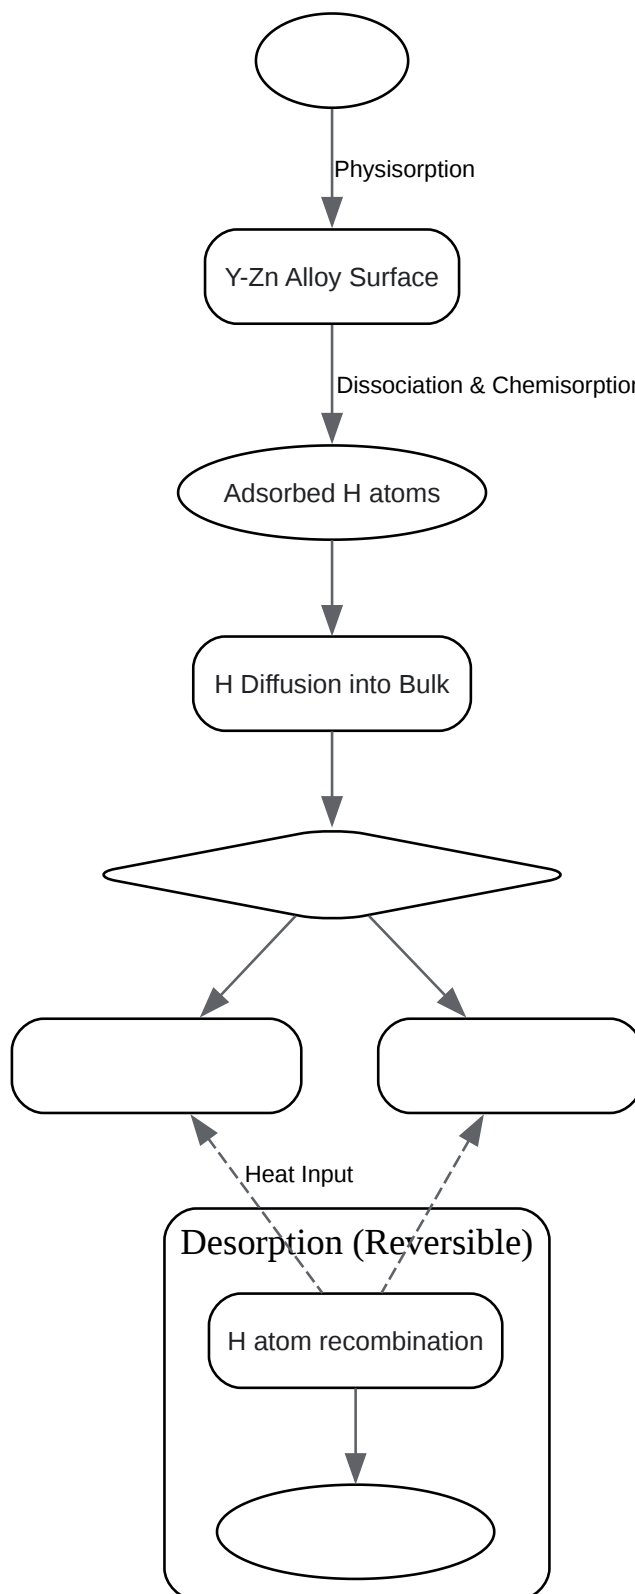 Physisorption
Y-Zn Alloy Surface
Dissociation & Chemisorption
Adsorbed H atoms
H Diffusion into Bulk
Heat Input
Desorption (Reversible)
H atom recombination